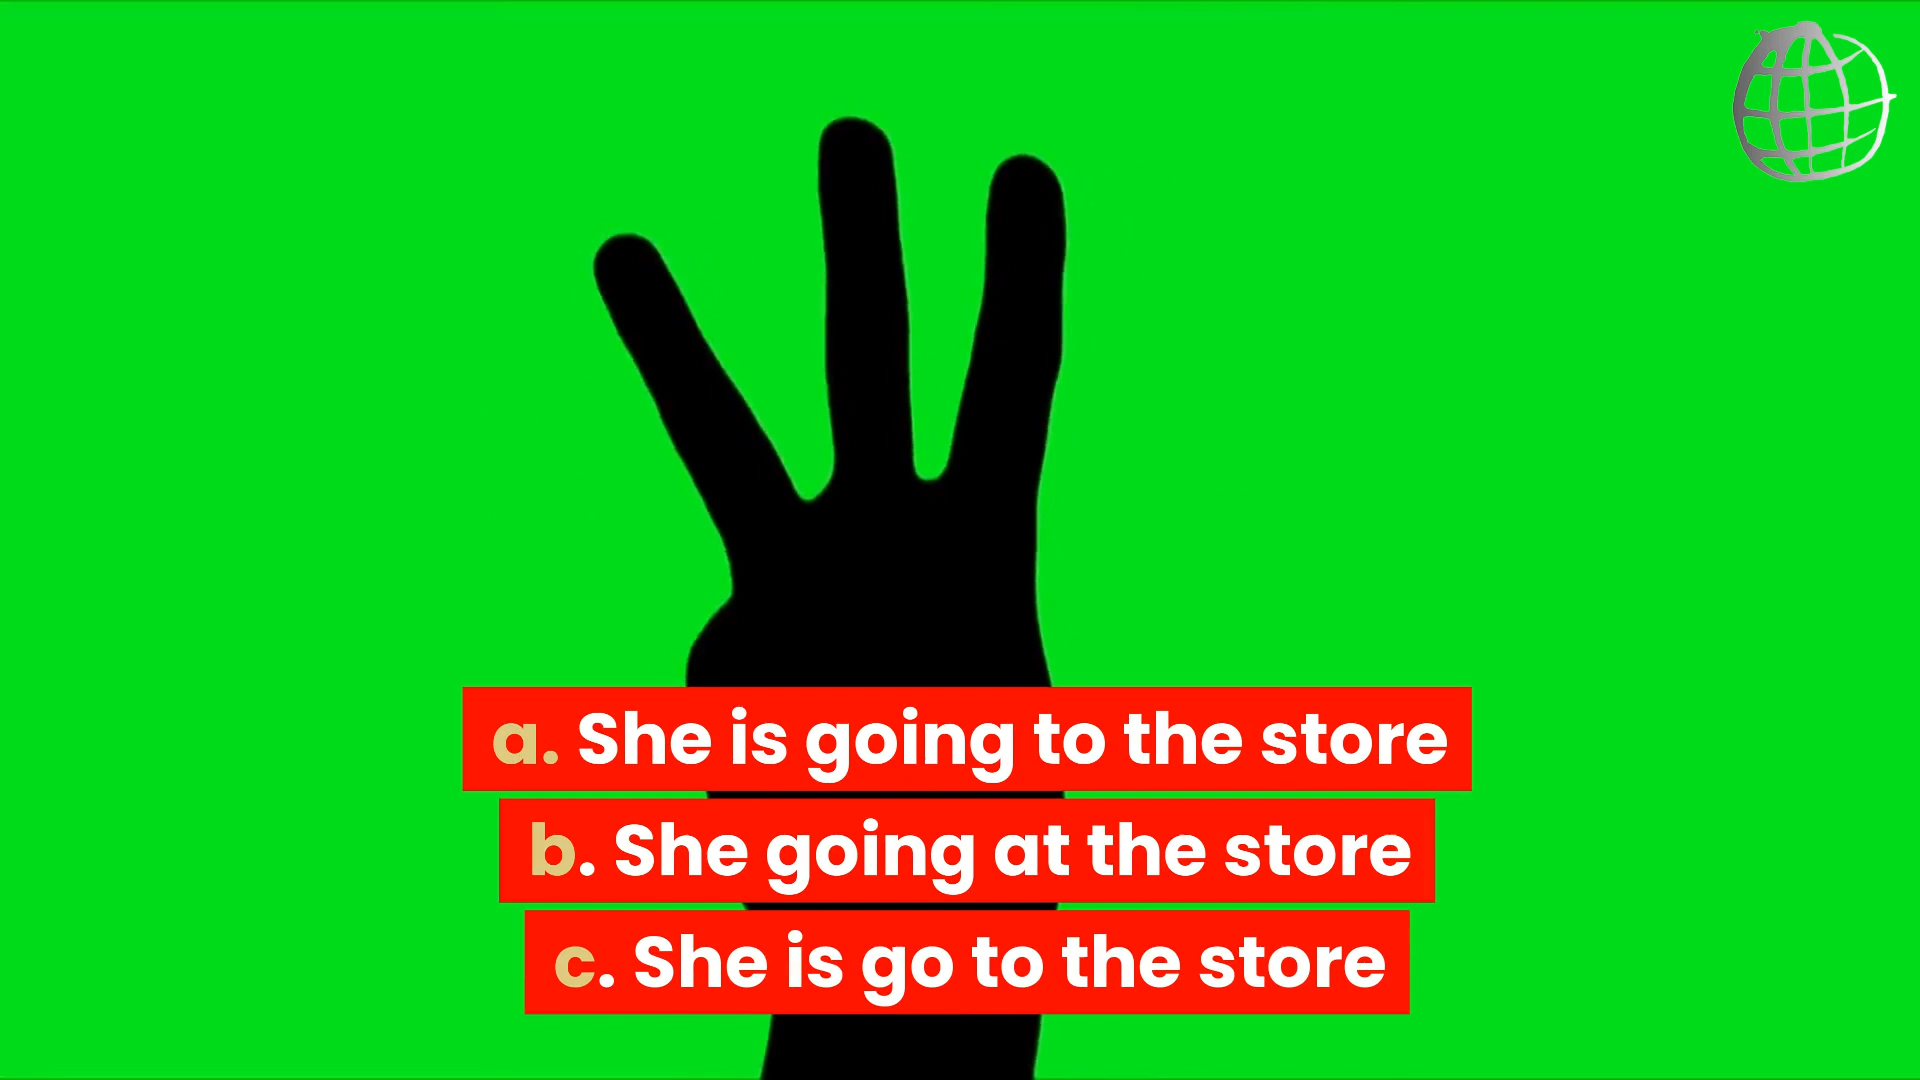 a. She is going to the store
b. She going at the store
c. She is go to the store